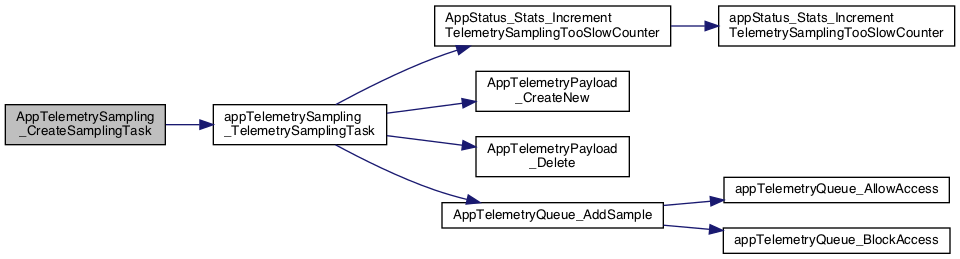 AppTelemetrySampling
_CreateSamplingTask
appTelemetrySampling
_TelemetrySamplingTask
AppStatus_Stats_Increment
TelemetrySamplingTooSlowCounter
appStatus_Stats_Increment
TelemetrySamplingTooSlowCounter
AppTelemetryPayload
_CreateNew
AppTelemetryPayload
_Delete
AppTelemetryQueue_AddSample
appTelemetryQueue_AllowAccess
appTelemetryQueue_BlockAccess